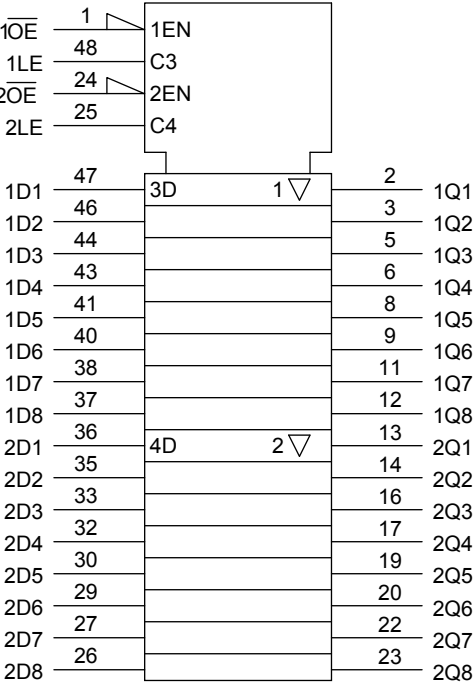 1O̅E̅ 1 1EN
1LE 48 C3
2O̅E̅ 24 2EN
2LE 25 C4
1D1 47 3D 1 ▽ 2 1Q1
1D2 46 3 1Q2
1D3 44 5 1Q3
1D4 43 6 1Q4
1D5 41 8 1Q5
1D6 40 9 1Q6
1D7 38 11 1Q7
1D8 37 12 1Q8
2D1 36 4D 2 ▽ 13 2Q1
2D2 35 14 2Q2
2D3 33 16 2Q3
2D4 32 17 2Q4
2D5 30 19 2Q5
2D6 29 20 2Q6
2D7 27 22 2Q7
2D8 26 23 2Q8